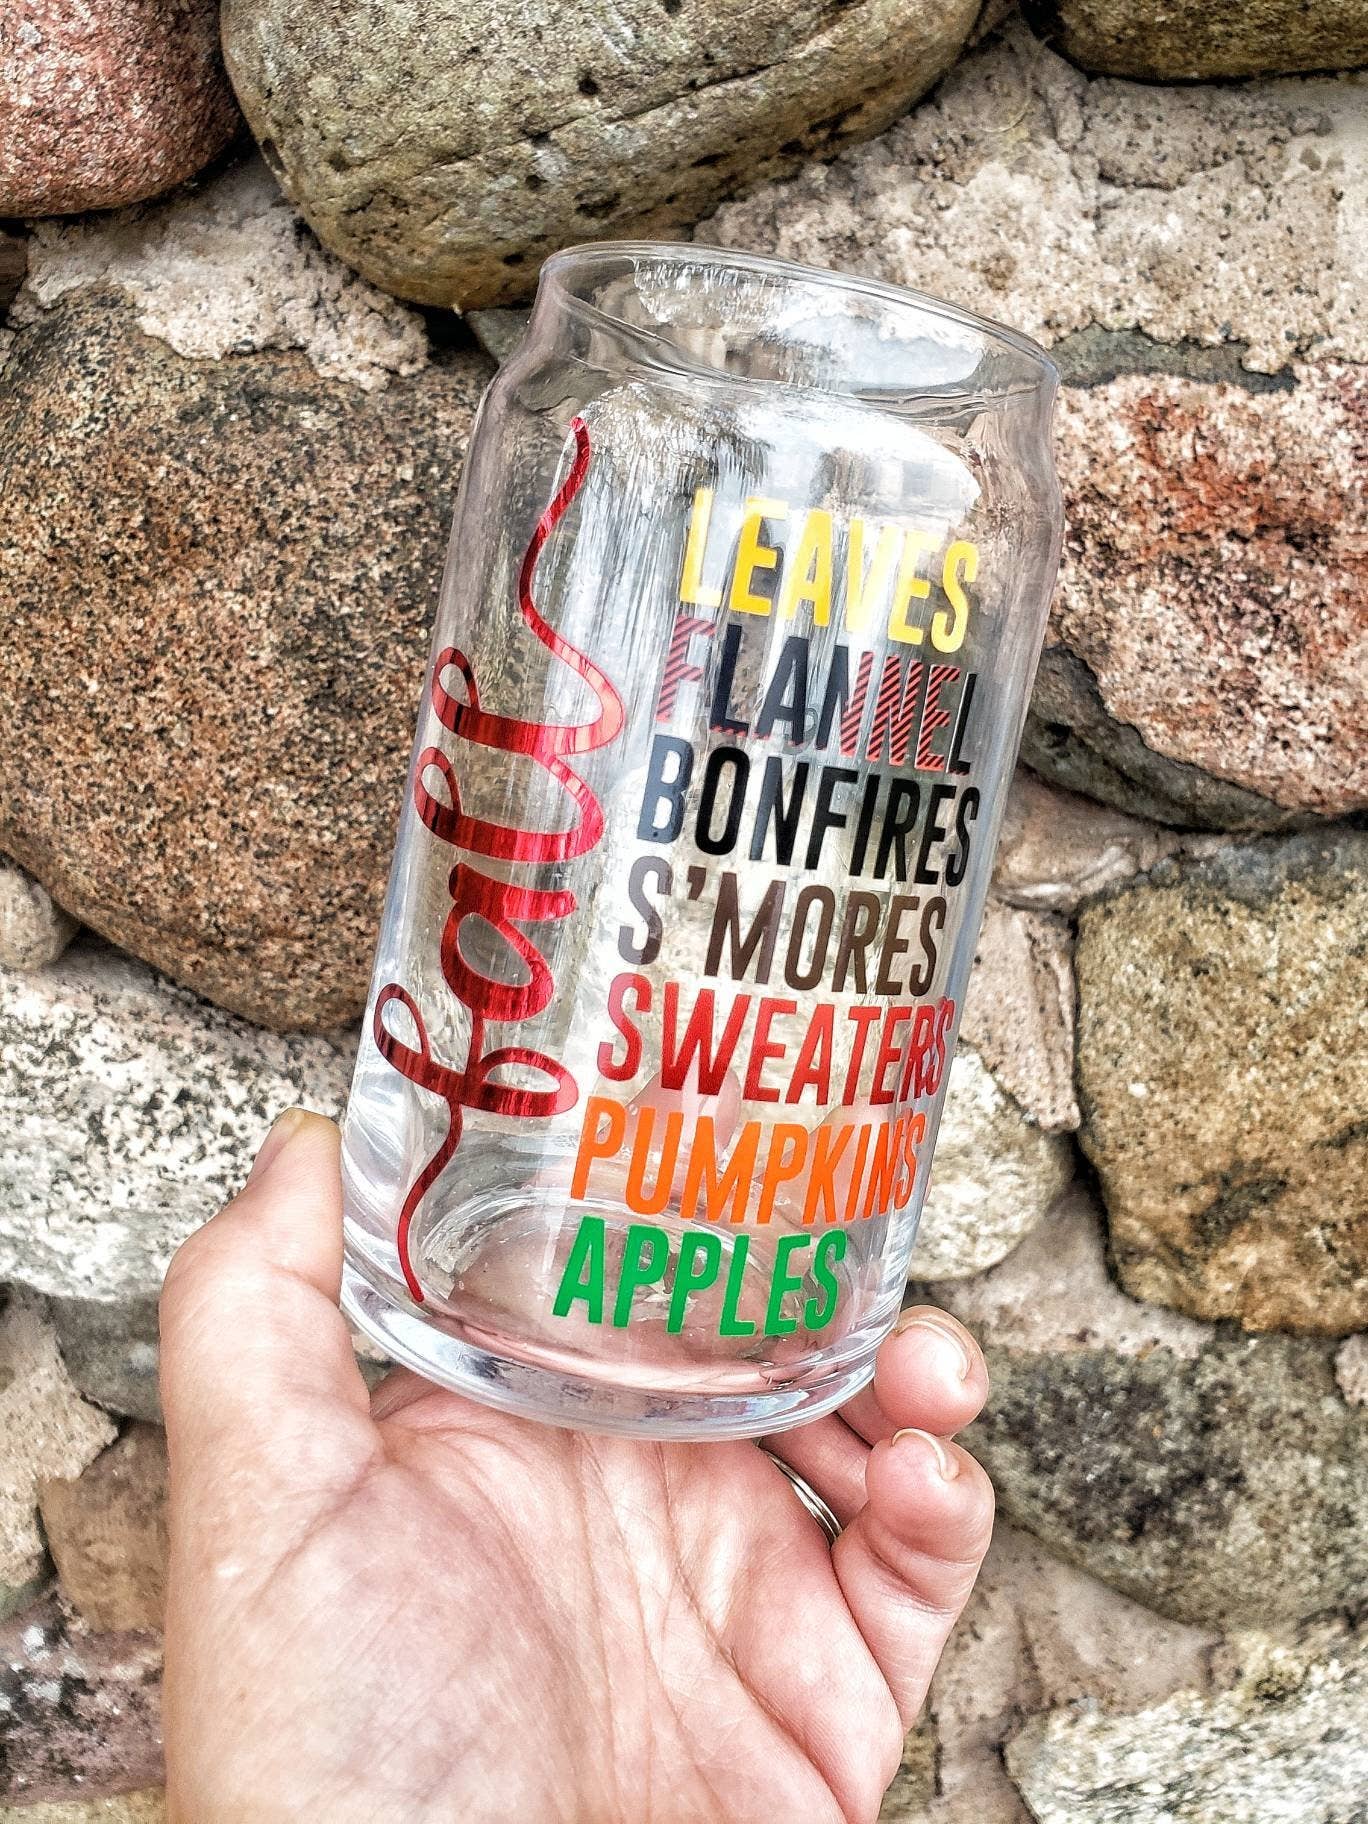 fall
LEAVES
FLANNEL
BONFIRES
S'MORES
SWEATERS
PUMPKINS
APPLES